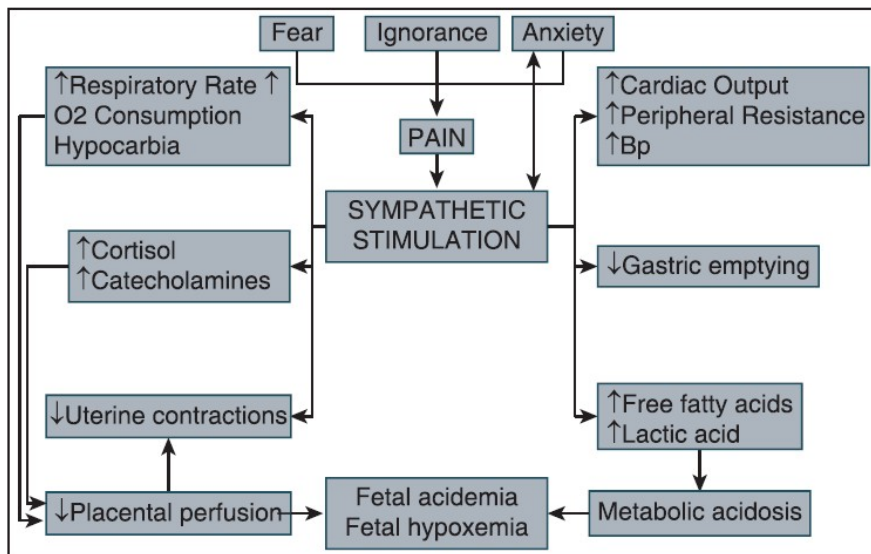 Fear
Ignorance
Anxiety
↑Respiratory Rate ↑
O2 Consumption
Hypocarbia
PAIN
↑Cardiac Output
↑Peripheral Resistance
↑Bp
SYMPATHETIC
STIMULATION
↑Cortisol
↑Catecholamines
↓Gastric emptying
↓Uterine contractions
↑Free fatty acids
↑Lactic acid
↓Placental perfusion
Fetal acidemia
Fetal hypoxemia
Metabolic acidosis